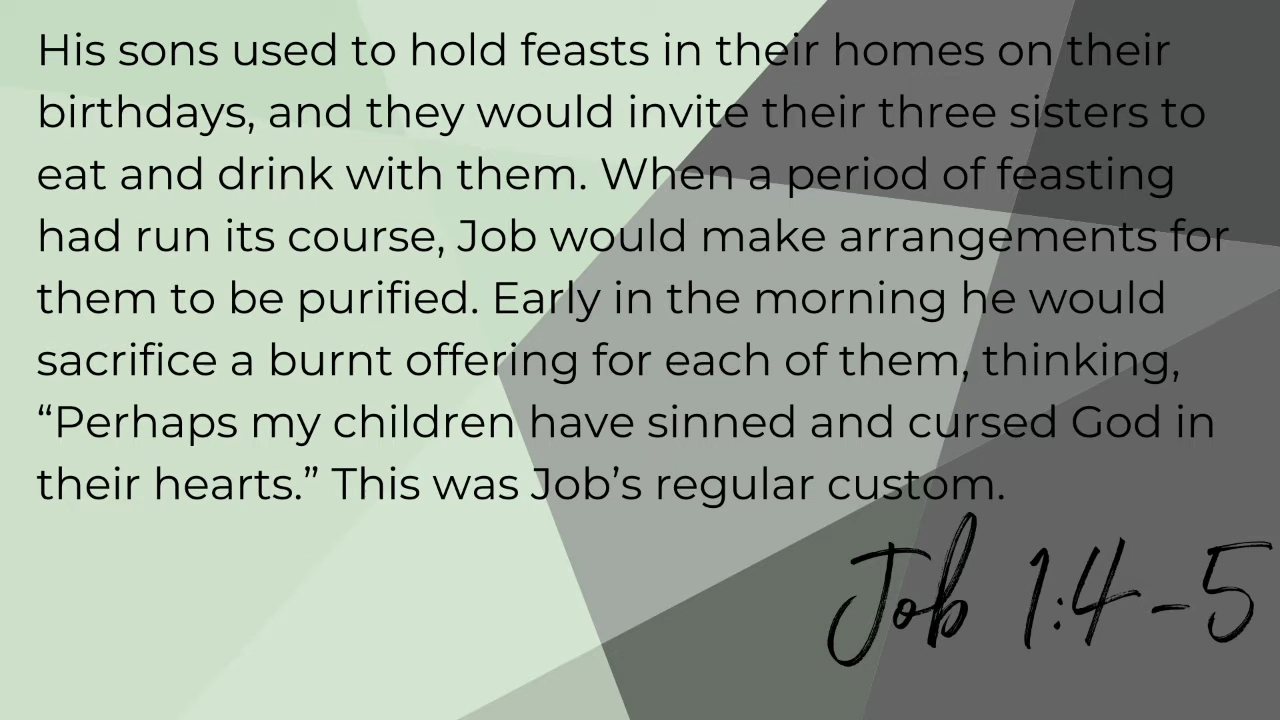 His sons used to hold feasts in their homes on their
birthdays, and they would invite their three sisters to
eat and drink with them. When a period of feasting
had run its course, Job would make arrangements for
them to be purified. Early in the morning he would
sacrifice a burnt offering for each of them, thinking,
“Perhaps my children have sinned and cursed God in
their hearts.” This was Job’s regular custom.
Job 1:4-5